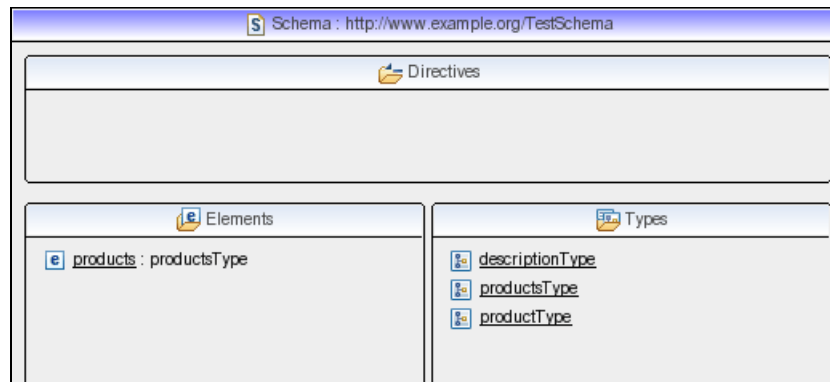 Schema : http://www.example.org/TestSchema
Directives
Elements
products : productsType
Types
descriptionType
productsType
productType